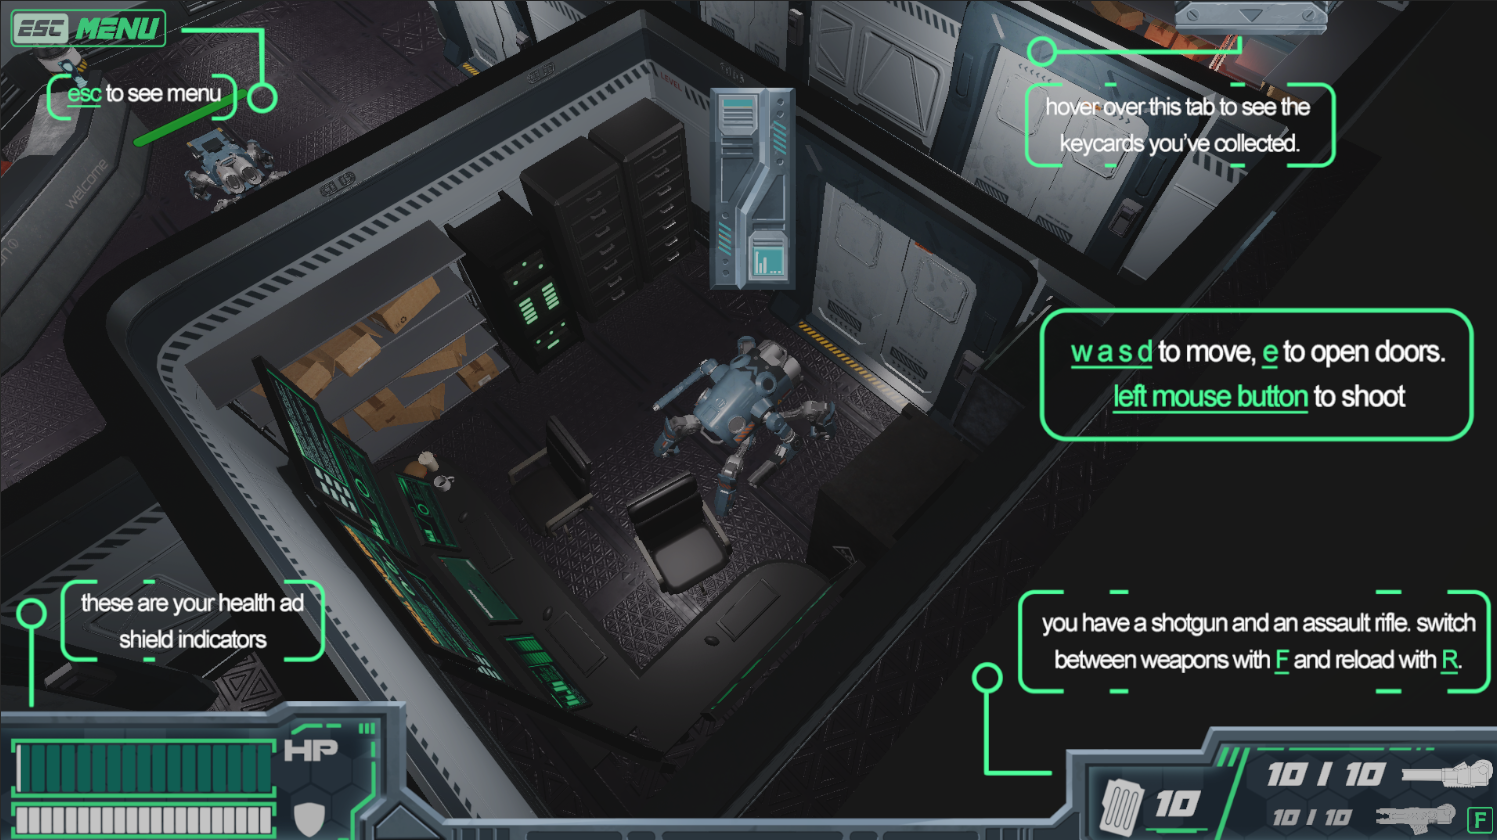 ESC MENU
esc to see menu
hover over this tab to see the
keycards you've collected.
welcome
w a s d to move, e to open doors.
left mouse button to shoot
these are your health ad
shield indicators
you have a shotgun and an assault rifle. switch
between weapons with F and reload with R.
HP
10
10 / 10
10 / 10
F